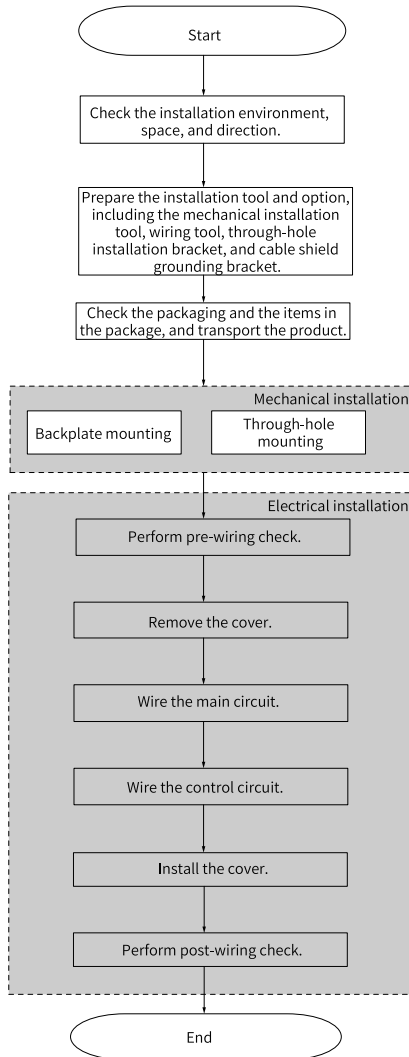 Start
Check the installation environment,
space, and direction.
Prepare the installation tool and option,
including the mechanical installation
tool, wiring tool, through-hole
installation bracket, and cable shield
grounding bracket.
Check the packaging and the items in
the package, and transport the product.
Mechanical installation
Backplate mounting
Through-hole
mounting
Electrical installation
Perform pre-wiring check.
Remove the cover.
Wire the main circuit.
Wire the control circuit.
Install the cover.
Perform post-wiring check.
End